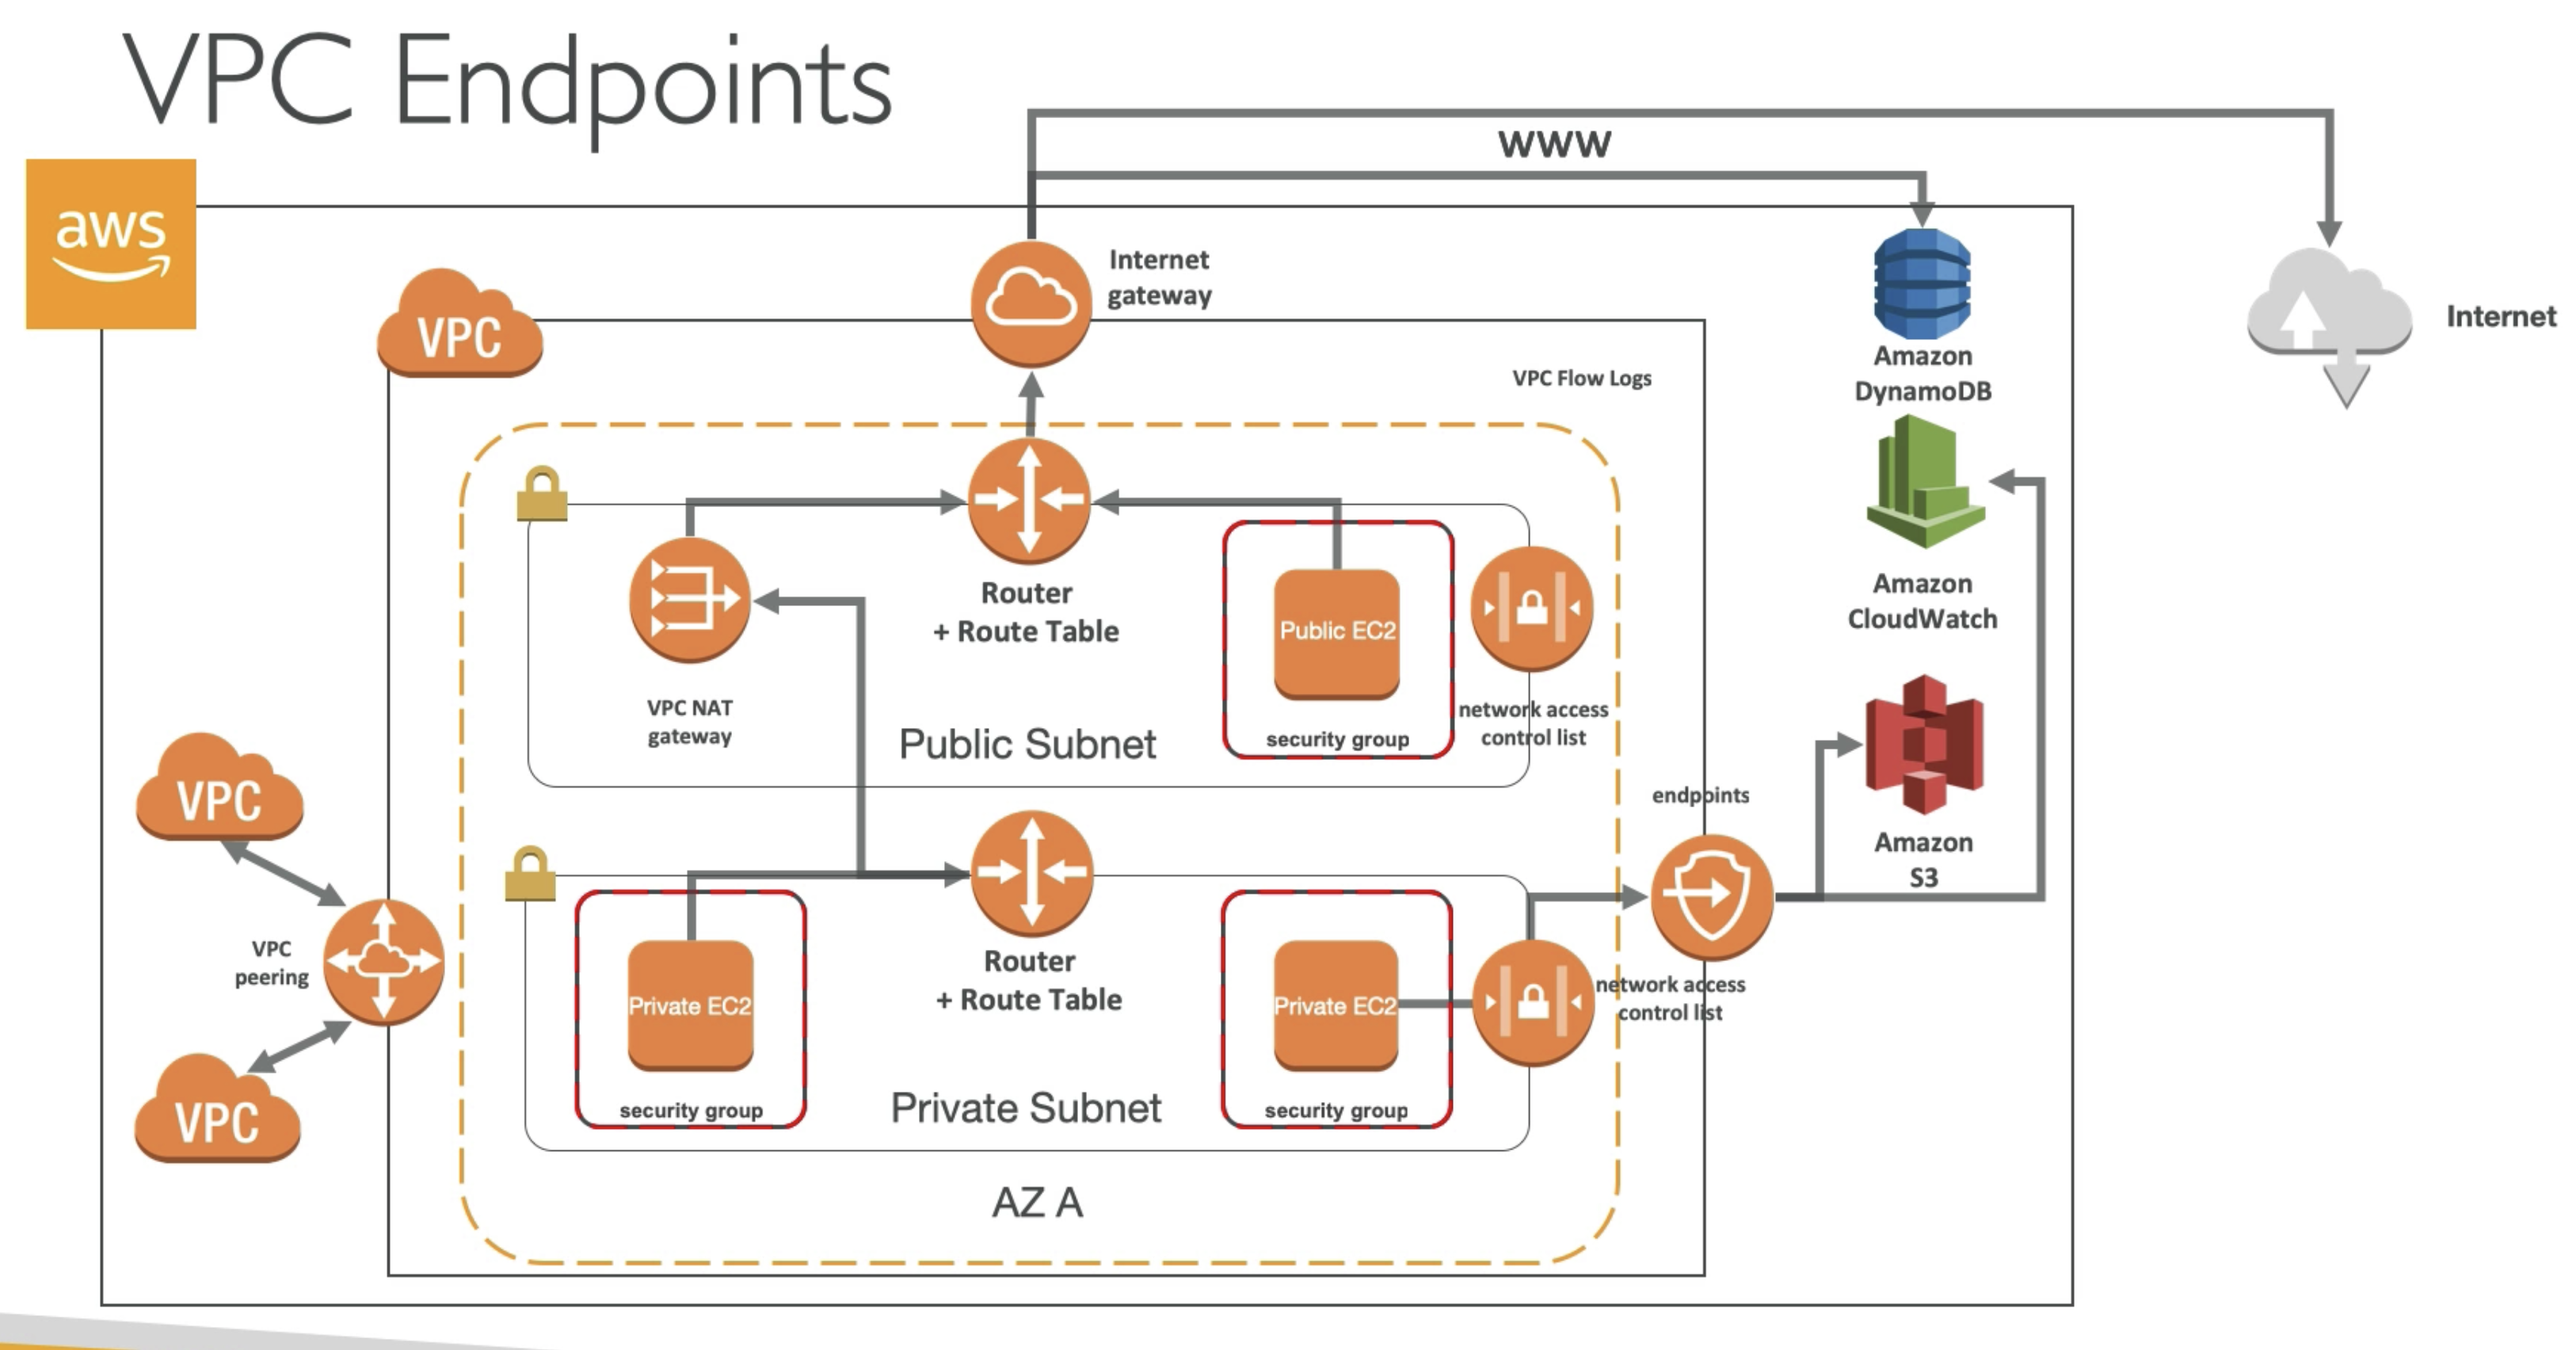 VPC Endpoints
www
aws
Internet
gateway
VPC
Internet
VPC Flow Logs
Amazon
DynamoDB
Router
+ Route Table
Public EC2
Amazon
CloudWatch
VPC NAT
gateway
Public Subnet
security group
network access
control list
endpoints
VPC
Amazon
S3
VPC
peering
Private EC2
Router
+ Route Table
Private EC2
network access
control list
security group
Private Subnet
security group
VPC
AZ A